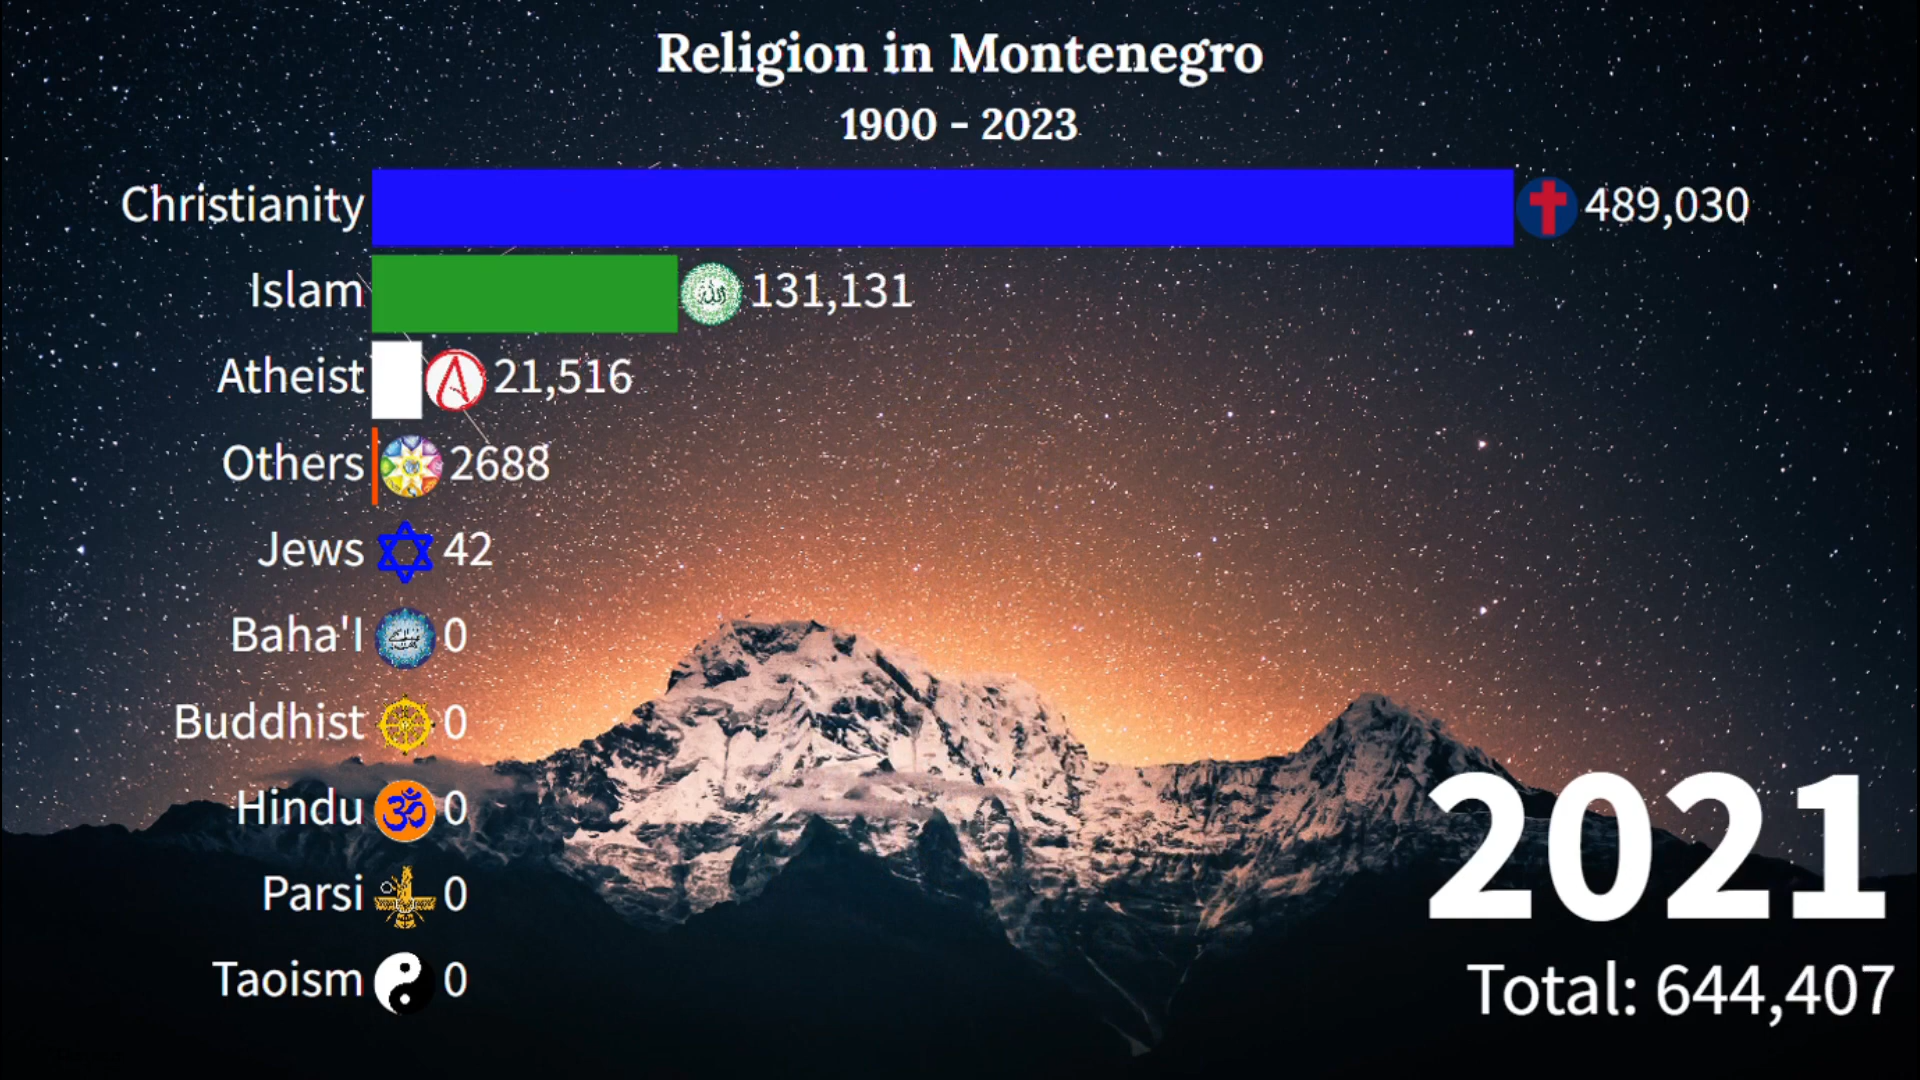 Religion in Montenegro
1900 - 2023
Christianity 489,030
Islam 131,131
Atheist 21,516
Others 2688
Jews 42
Baha'I 0
Buddhist 0
Hindu 0
Parsi 0
Taoism 0
2021
Total: 644,407